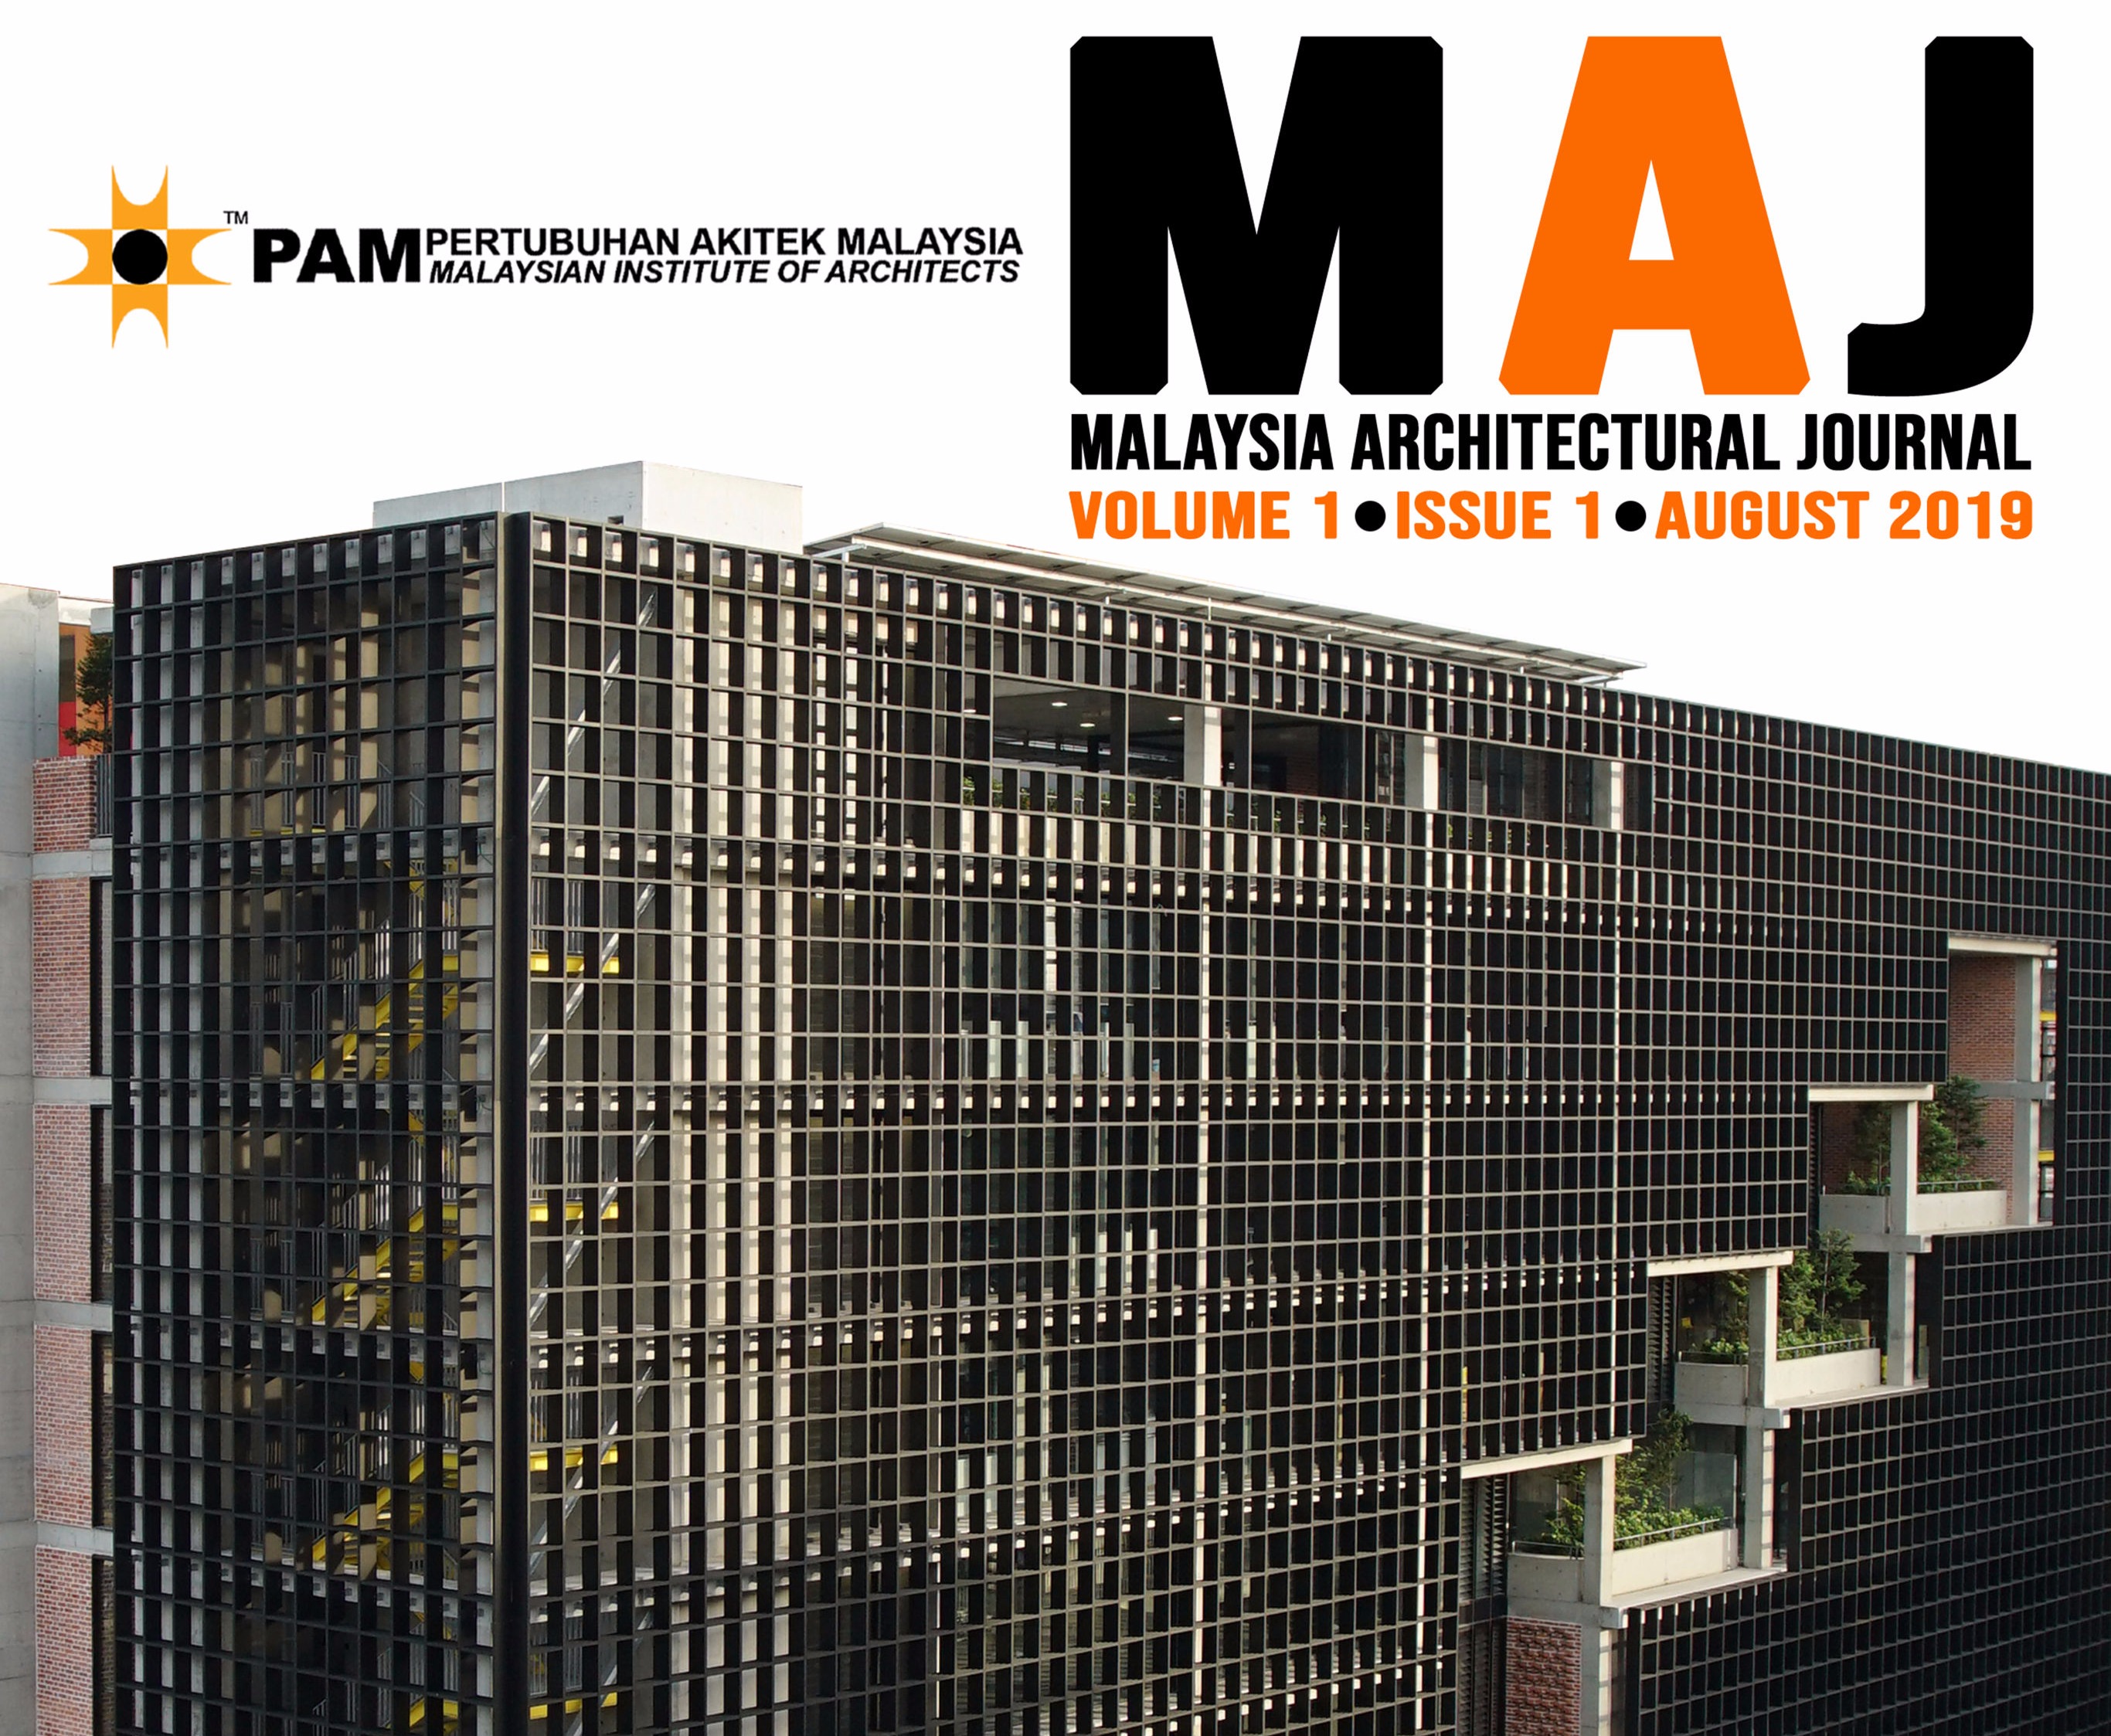 ™
PAM PERTUBUHAN AKITEK MALAYSIA
MALAYSIAN INSTITUTE OF ARCHITECTS
MAJ
MALAYSIA ARCHITECTURAL JOURNAL
VOLUME 1●ISSUE 1●AUGUST 2019